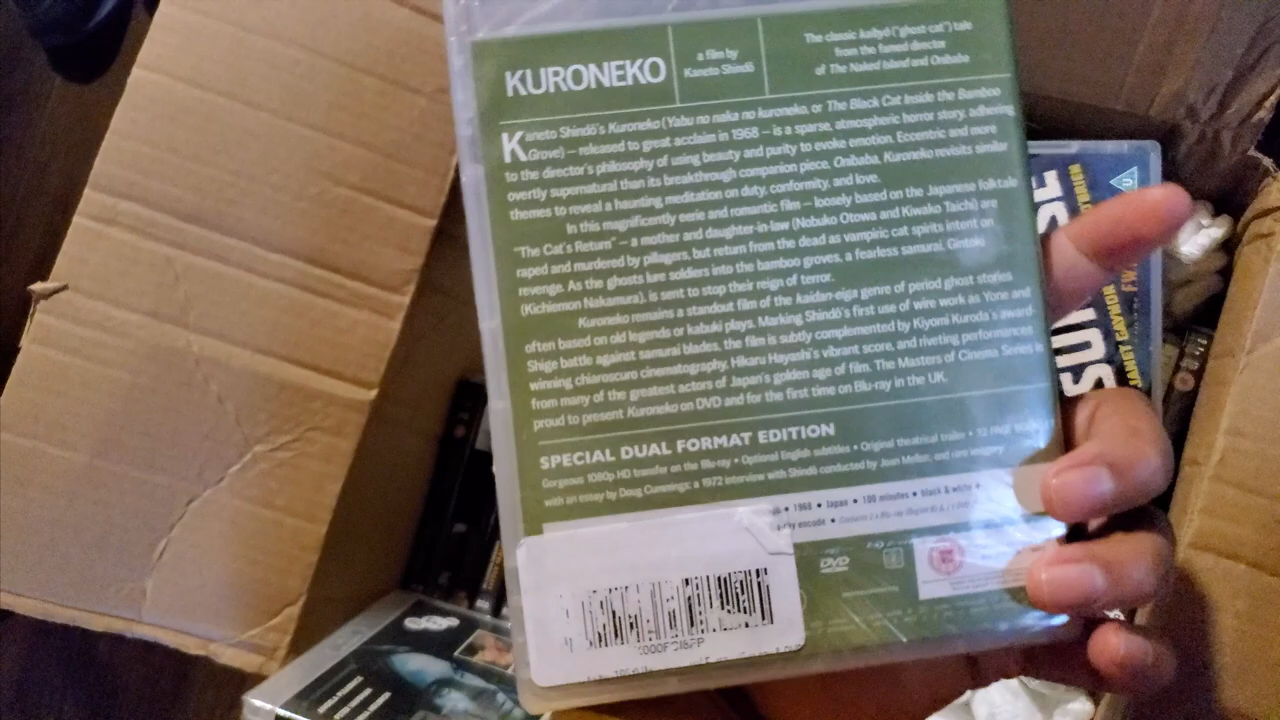 KURONEKO
a film by
Kaneto Shindō
The classic kaibyō ("ghost-cat") tale
from the famed director
of The Naked Island and Onibaba
Kaneto Shindō's Kuroneko (Yabu no naka no kuroneko, or The Black Cat Inside the Bamboo
Grove) – released to great acclaim in 1968 – is a sparse, atmospheric horror story, adhering
to the director's philosophy of using beauty and purity to evoke emotion. Eccentric and more
overtly supernatural than its breakthrough companion piece, Onibaba, Kuroneko revisits similar
themes to reveal a haunting meditation on duty, conformity, and love.
In this magnificently eerie and romantic film – loosely based on the Japanese folktale
"The Cat's Return" – a mother and daughter-in-law (Nobuko Otowa and Kiwako Taichi) are
raped and murdered by pillagers, but return from the dead as vampiric cat spirits intent on
revenge. As the ghosts lure soldiers into the bamboo groves, a fearless samurai, Gintoki
(Kichiemon Nakamura), is sent to stop their reign of terror.
Kuroneko remains a standout film of the kaidan-eiga genre of period ghost stories
often based on old legends or kabuki plays. Marking Shindō's first use of wire work as Yone and
Shige battle against samurai blades, the film is subtly complemented by Kiyomi Kuroda's award-
winning chiaroscuro cinematography, Hikaru Hayashi's vibrant score, and riveting performances
from many of the greatest actors of Japan's golden age of film. The Masters of Cinema Series is
proud to present Kuroneko on DVD and for the first time on Blu-ray in the UK.
SPECIAL DUAL FORMAT EDITION
Gorgeous 1080p HD transfer on the Blu-ray • Optional English subtitles • Original theatrical trailer •
with an essay by Doug Cummings; a 1972 interview with Shindō conducted by Joan Mellen; and rare imagery
• 1968 • Japan • 100 minutes • black & white
encode •
DVD
U
JANET GAYNOR
F.W.